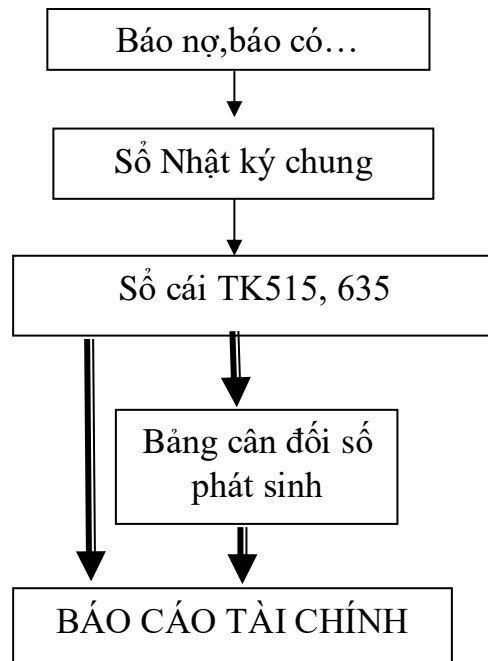 Báo nợ,báo có…
Sổ Nhật ký chung
Sổ cái TK515, 635
Bảng cân đối số
phát sinh
BÁO CÁO TÀI CHÍNH